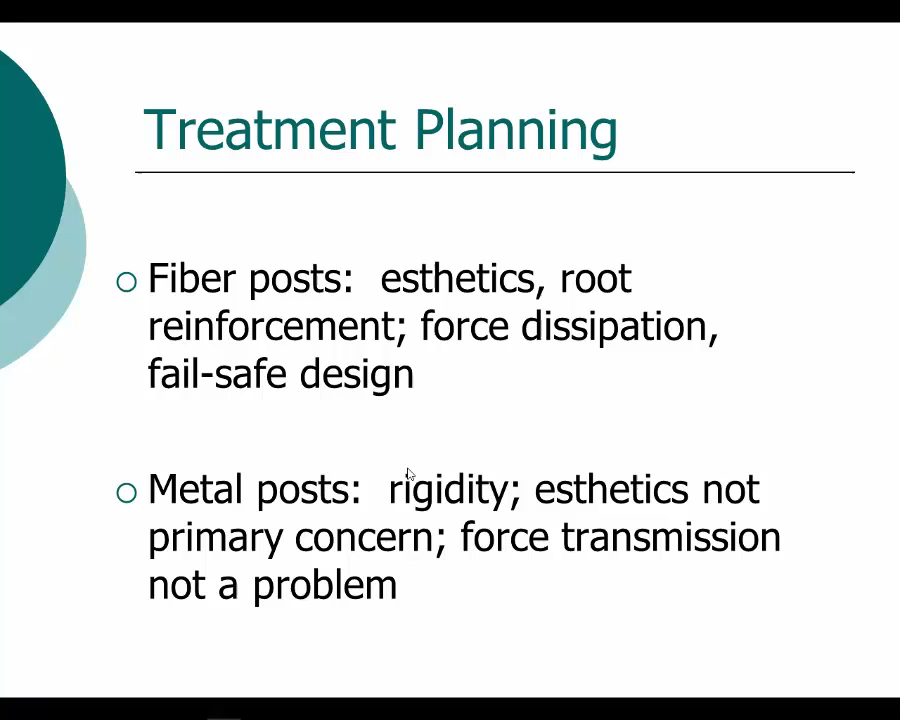 Treatment Planning
Fiber posts: esthetics, root
reinforcement; force dissipation,
fail-safe design
Metal posts: rigidity; esthetics not
primary concern; force transmission
not a problem